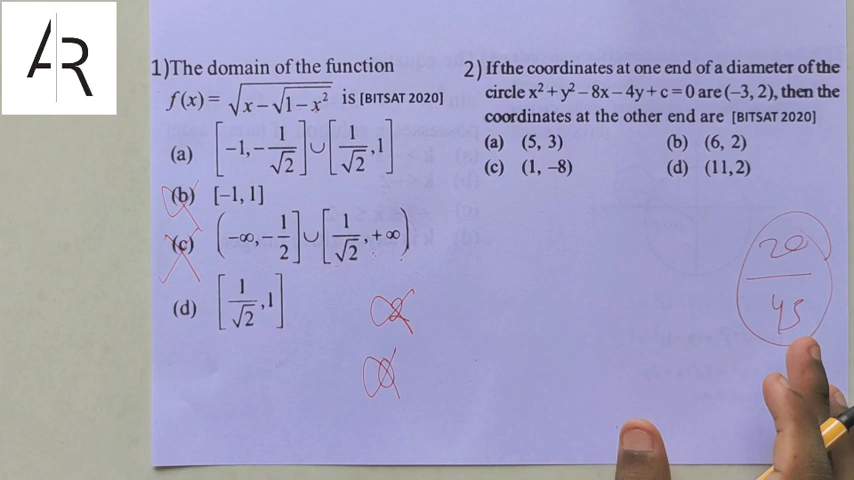 AR
1)The domain of the function
f(x) = √(x−√(1−x²)) is [BITSAT 2020]
(a) [−1,−1/√2]∪[1/√2,1]
(b) [−1, 1]
(c) (−∞,−1/2]∪[1/√2,+∞)
(d) [1/√2,1]
2) If the coordinates at one end of a diameter of the
circle x²+y²−8x−4y+c=0 are (−3, 2), then the
coordinates at the other end are [BITSAT 2020]
(a) (5, 3) (b) (6, 2)
(c) (1, −8) (d) (11,2)
20
45